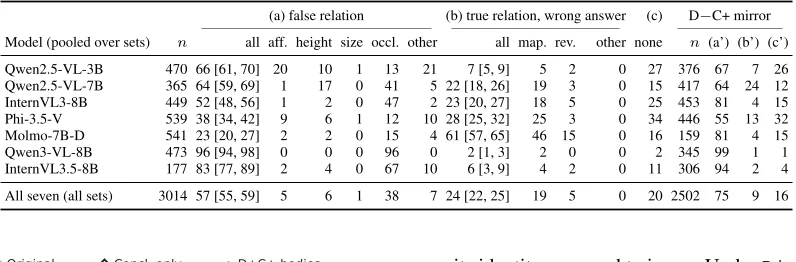 (a) false relation (b) true relation, wrong answer (c) D−C+ mirror
Model (pooled over sets) n all aff. height size occl. other all map. rev. other none n (a') (b') (c')
Qwen2.5-VL-3B 470 66 [61, 70] 20 10 1 13 21 7 [5, 9] 5 2 0 27 376 67 7 26
Qwen2.5-VL-7B 365 64 [59, 69] 1 17 0 41 5 22 [18, 26] 19 3 0 15 417 64 24 12
InternVL3-8B 449 52 [48, 56] 1 2 0 47 2 23 [20, 27] 18 5 0 25 453 81 4 15
Phi-3.5-V 539 38 [34, 42] 9 6 1 12 10 28 [25, 32] 25 3 0 34 446 55 13 32
Molmo-7B-D 541 23 [20, 27] 2 2 0 15 4 61 [57, 65] 46 15 0 16 159 81 4 15
Qwen3-VL-8B 473 96 [94, 98] 0 0 0 96 0 2 [1, 3] 2 0 0 2 345 99 1 1
InternVL3.5-8B 177 83 [77, 89] 2 4 0 67 10 6 [3, 9] 4 2 0 11 306 94 2 4
All seven (all sets) 3014 57 [55, 59] 5 6 1 38 7 24 [22, 25] 19 5 0 20 2502 75 9 16